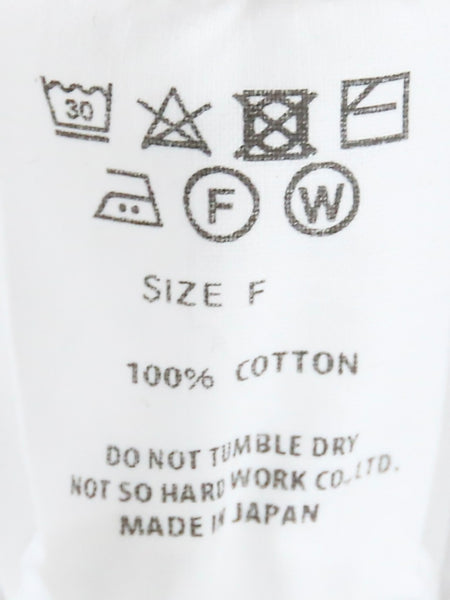 30
F W
SIZE F
100% COTTON
DO NOT TUMBLE DRY
NOT SO HARD WORK CO.,LTD.
MADE IN JAPAN